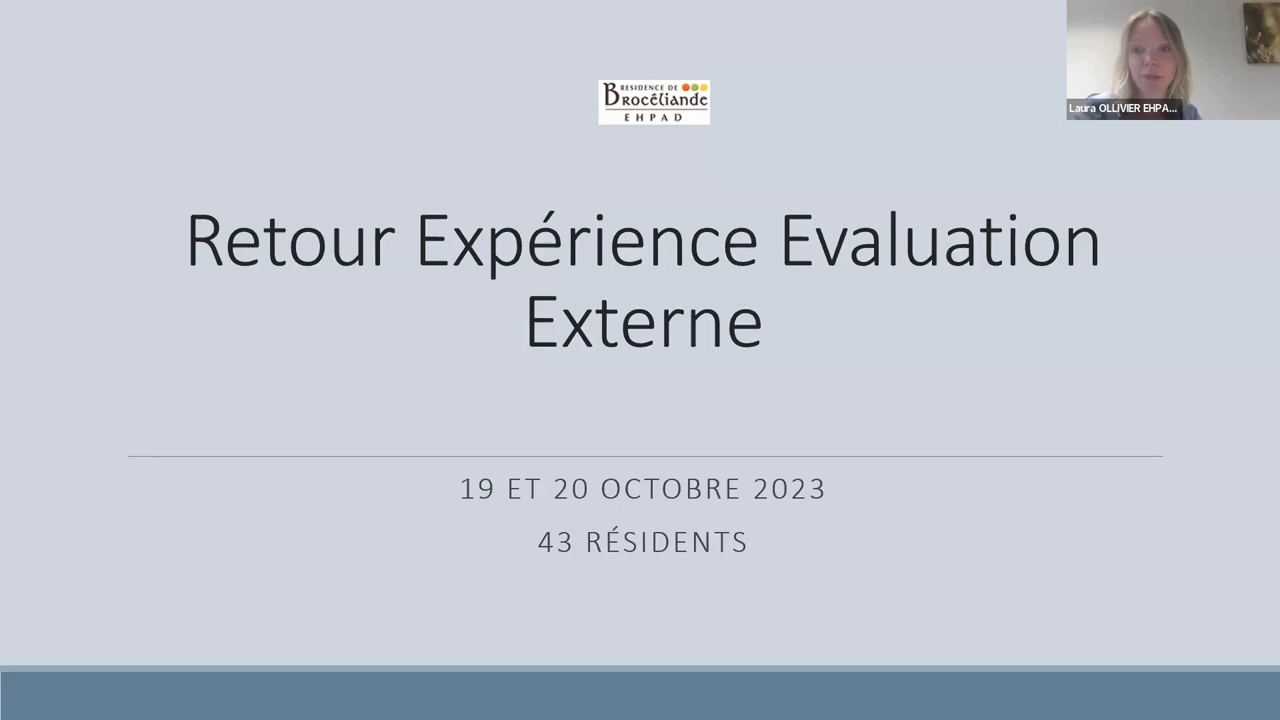 RESIDENCE DE
Brocéliande
EHPAD
Laura OLLIVIER EHPA...
Retour Expérience Evaluation
Externe
19 ET 20 OCTOBRE 2023
43 RÉSIDENTS